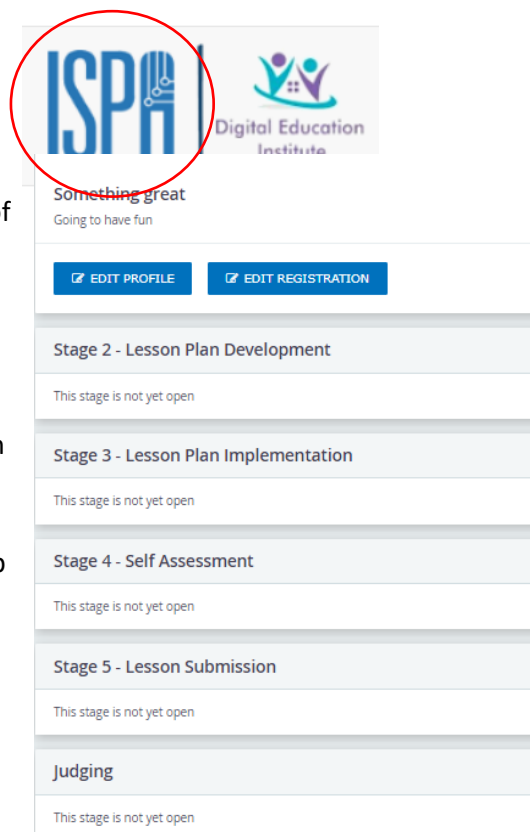 ISPA
Digital Education
Institute
Something great
Going to have fun
EDIT PROFILE EDIT REGISTRATION
Stage 2 - Lesson Plan Development
This stage is not yet open
Stage 3 - Lesson Plan Implementation
This stage is not yet open
Stage 4 - Self Assessment
This stage is not yet open
Stage 5 - Lesson Submission
This stage is not yet open
Judging
This stage is not yet open